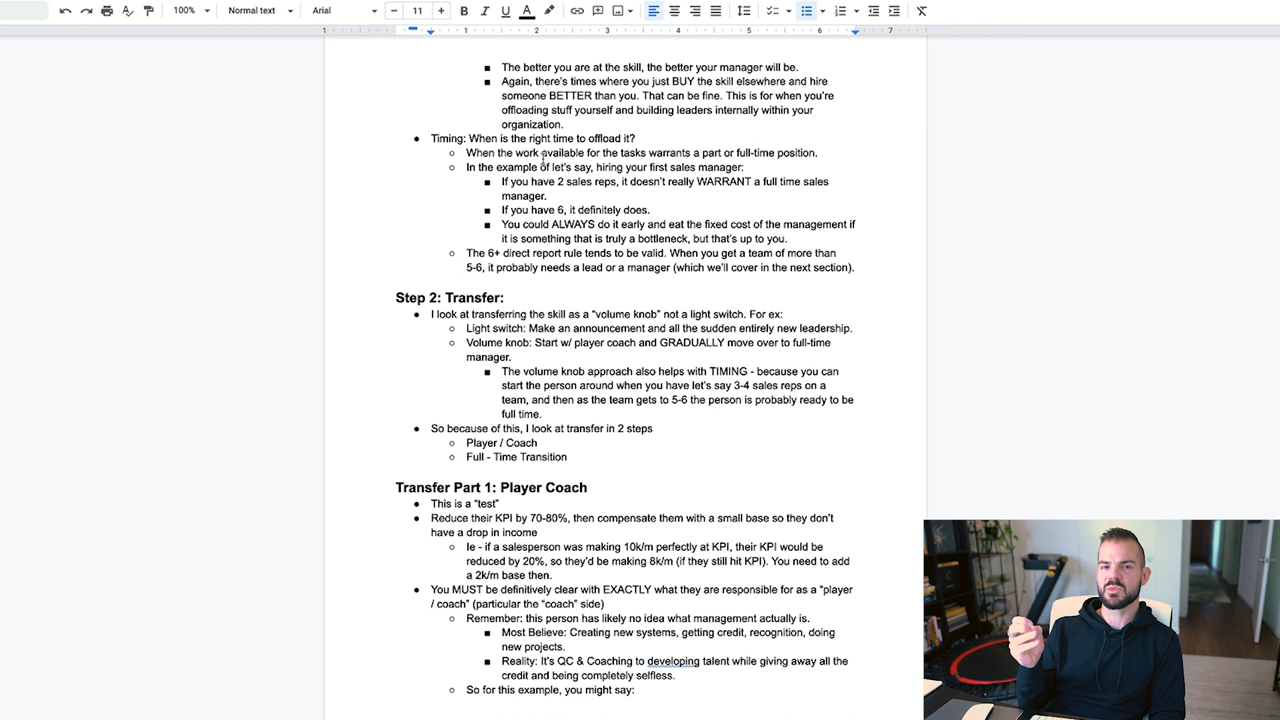 100%
Normal text
Arial
11
1 1 2 3 4 5 6 7
■ The better you are at the skill, the better your manager will be.
■ Again, there's times where you just BUY the skill elsewhere and hire
someone BETTER than you. That can be fine. This is for when you're
offloading stuff yourself and building leaders internally within your
organization.
● Timing: When is the right time to offload it?
○ When the work available for the tasks warrants a part or full-time position.
○ In the example of let's say, hiring your first sales manager:
■ If you have 2 sales reps, it doesn't really WARRANT a full time sales
manager.
■ If you have 6, it definitely does.
■ You could ALWAYS do it early and eat the fixed cost of the management if
it is something that is truly a bottleneck, but that's up to you.
○ The 6+ direct report rule tends to be valid. When you get a team of more than
5-6, it probably needs a lead or a manager (which we'll cover in the next section).
Step 2: Transfer:
● I look at transferring the skill as a “volume knob” not a light switch. For ex:
○ Light switch: Make an announcement and all the sudden entirely new leadership.
○ Volume knob: Start w/ player coach and GRADUALLY move over to full-time
manager.
■ The volume knob approach also helps with TIMING - because you can
start the person around when you have let's say 3-4 sales reps on a
team, and then as the team gets to 5-6 the person is probably ready to be
full time.
● So because of this, I look at transfer in 2 steps
○ Player / Coach
○ Full - Time Transition
Transfer Part 1: Player Coach
● This is a “test”
● Reduce their KPI by 70-80%, then compensate them with a small base so they don't
have a drop in income
○ Ie - if a salesperson was making 10k/m perfectly at KPI, their KPI would be
reduced by 20%, so they'd be making 8k/m (if they still hit KPI). You need to add
a 2k/m base then.
● You MUST be definitively clear with EXACTLY what they are responsible for as a “player
/ coach” (particular the “coach” side)
○ Remember: this person has likely no idea what management actually is.
■ Most Believe: Creating new systems, getting credit, recognition, doing
new projects.
■ Reality: It's QC & Coaching to developing talent while giving away all the
credit and being completely selfless.
○ So for this example, you might say: